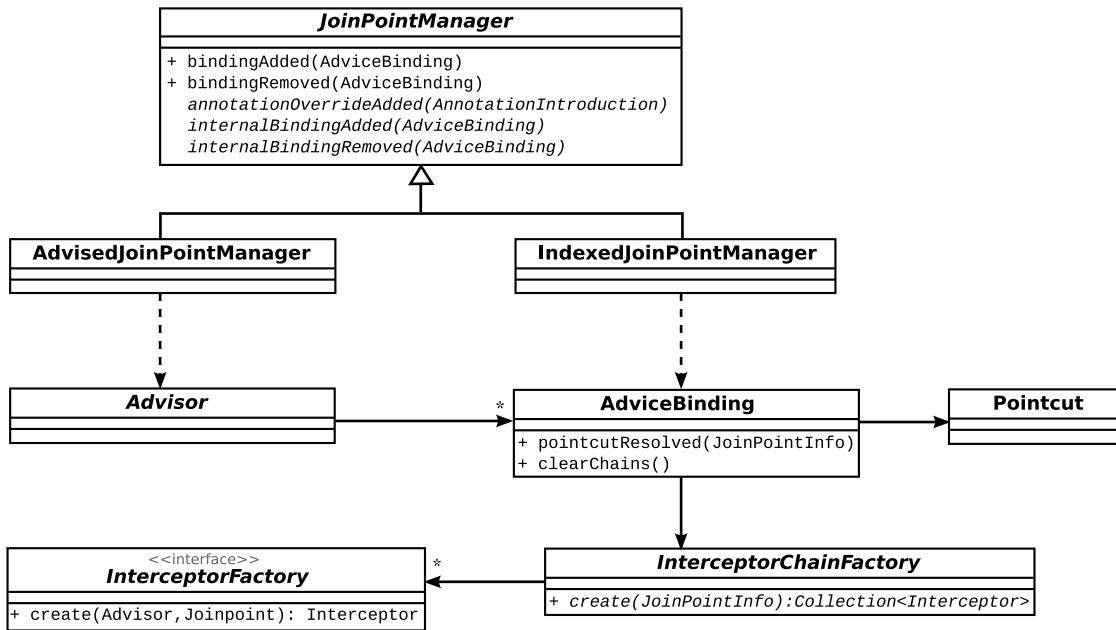 JoinPointManager
+ bindingAdded(AdviceBinding)
+ bindingRemoved(AdviceBinding)
annotationOverrideAdded(AnnotationIntroduction)
internalBindingAdded(AdviceBinding)
internalBindingRemoved(AdviceBinding)
AdvisedJoinPointManager
IndexedJoinPointManager
Advisor
*
AdviceBinding
+ pointcutResolved(JoinPointInfo)
+ clearChains()
Pointcut
<<interface>>
InterceptorFactory
+ create(Advisor,Joinpoint): Interceptor
*
InterceptorChainFactory
+ create(JoinPointInfo):Collection<Interceptor>